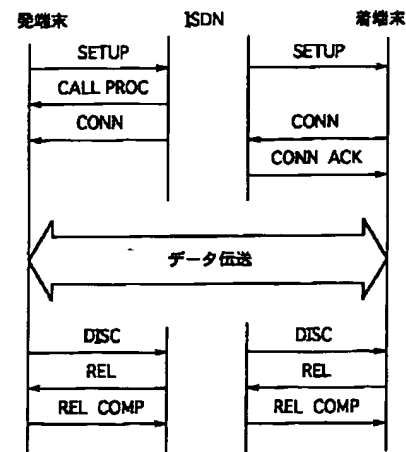 発端末 ISDN 着端末
SETUP SETUP
CALL PROC
CONN CONN
CONN ACK
データ伝送
DISC DISC
REL REL
REL COMP REL COMP